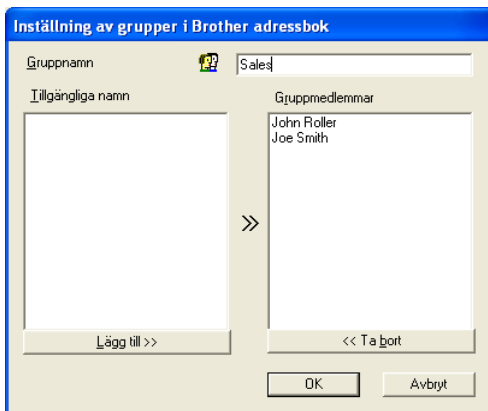 Inställning av grupper i Brother adressbok
Gruppnamn
Sales
Tillgängliga namn
Gruppmedlemmar
John Roller
Joe Smith
Lägg till >>
<< Ta bort
OK
Avbryt